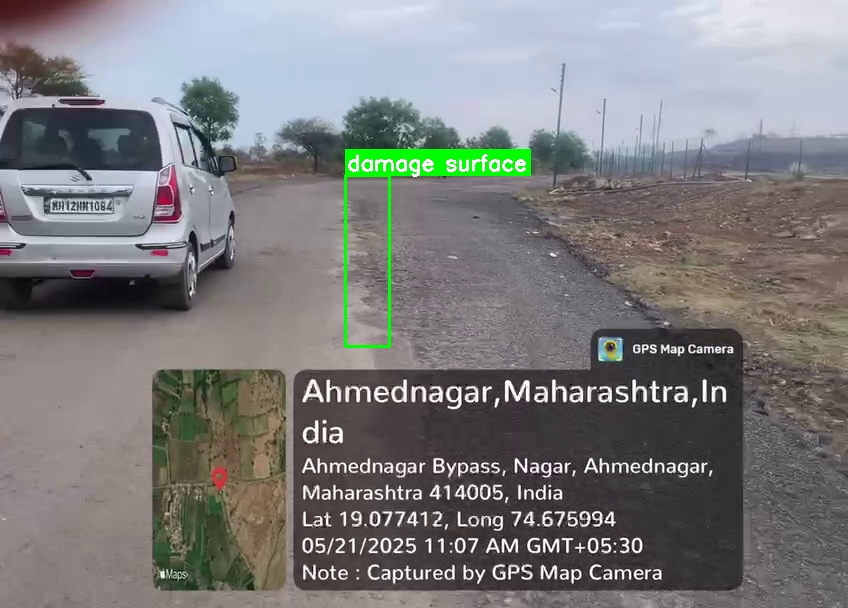 damage surface
MH12HN1084
GPS Map Camera
Ahmednagar,Maharashtra,In
dia
Ahmednagar Bypass, Nagar, Ahmednagar,
Maharashtra 414005, India
Lat 19.077412, Long 74.675994
05/21/2025 11:07 AM GMT+05:30
Note : Captured by GPS Map Camera
Maps